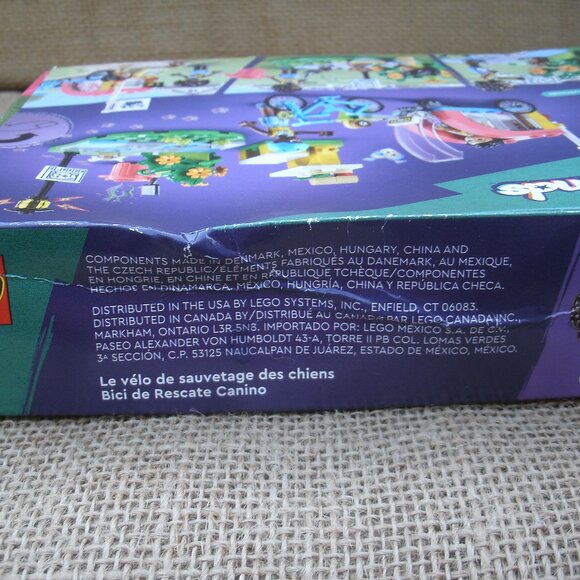 nds
COMPONENTS MADE IN DENMARK, MEXICO, HUNGARY, CHINA AND
THE CZECH REPUBLIC/ELÉMENTS FABRIQUÉS AU DANEMARK, AU MEXIQUE,
EN HONGRIE, EN CHINE ET EN RÉPUBLIQUE TCHÈQUE/COMPONENTES
HECHOS EN DINAMARCA, MÉXICO, HUNGRÍA, CHINA Y REPÚBLICA CHECA.
DISTRIBUTED IN THE USA BY LEGO SYSTEMS, INC., ENFIELD, CT 06083.
DISTRIBUTED IN CANADA BY/DISTRIBUÉ AU CANADA PAR LEGO CANADA INC.,
MARKHAM, ONTARIO L3R 5N8. IMPORTADO POR: LEGO MÉXICO S.A. DE C.V.,
PASEO ALEXANDER VON HUMBOLDT 43-A, TORRE II PB COL. LOMAS VERDES
3ᴬ SECCIÓN, C.P. 53125 NAUCALPAN DE JUÁREZ, ESTADO DE MÉXICO, MÉXICO.
Le vélo de sauvetage des chiens
Bici de Rescate Canino